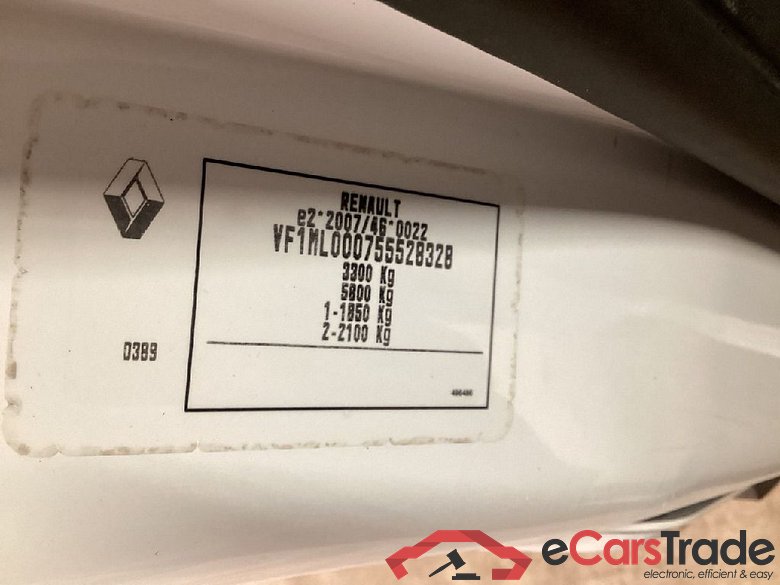 RENAULT
e2*2007/46*0022
VF1ML000755528328
3300 Kg
5800 Kg
1-1850 Kg
2-2100 Kg
0389
496486
eCarsTrade
electronic, efficient & easy